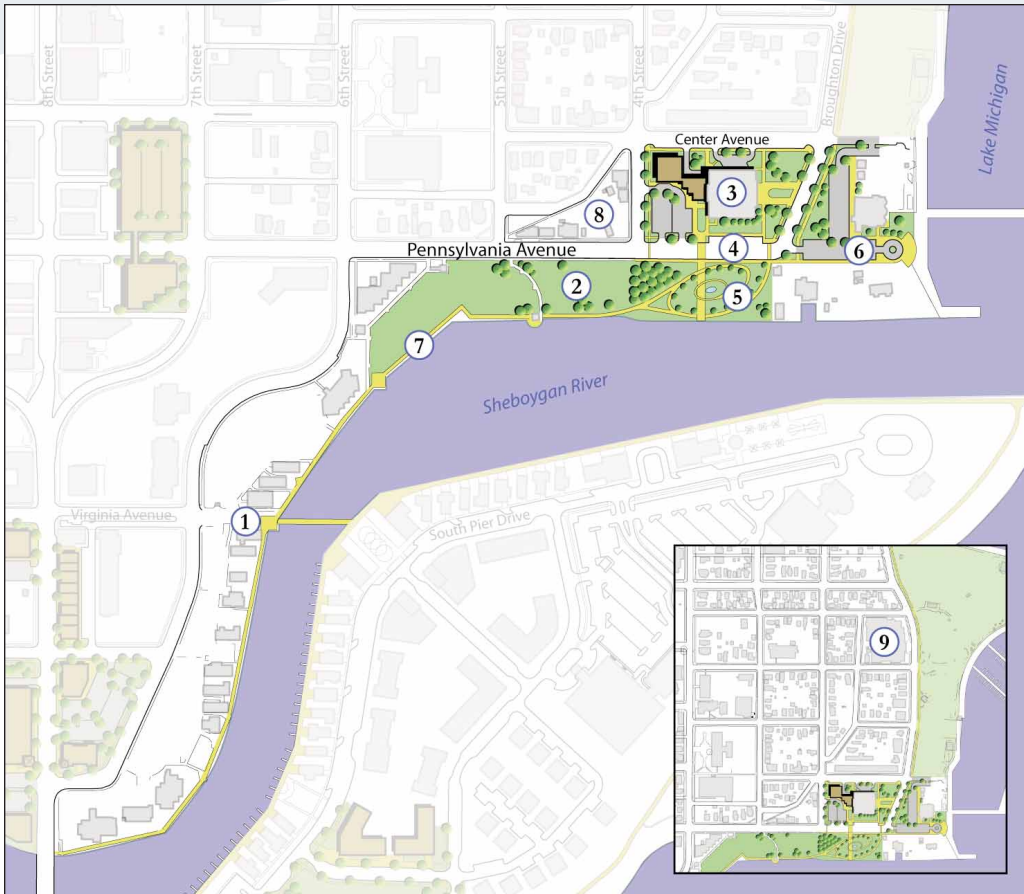 8th Street
7th Street
6th Street
5th Street
4th Street
Broughton Drive
Lake Michigan
Center Avenue
3
8
4
Pennsylvania Avenue
6
2
5
7
Sheboygan River
1
Virginia Avenue
South Pier Drive
9